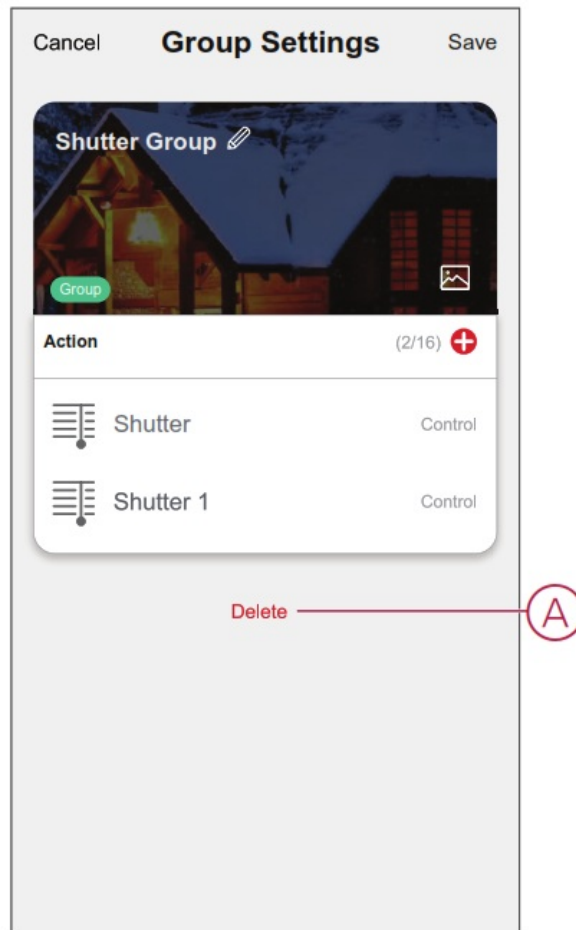 Cancel Group Settings Save
Shutter Group
Group
Action (2/16)
Shutter Control
Shutter 1 Control
Delete A